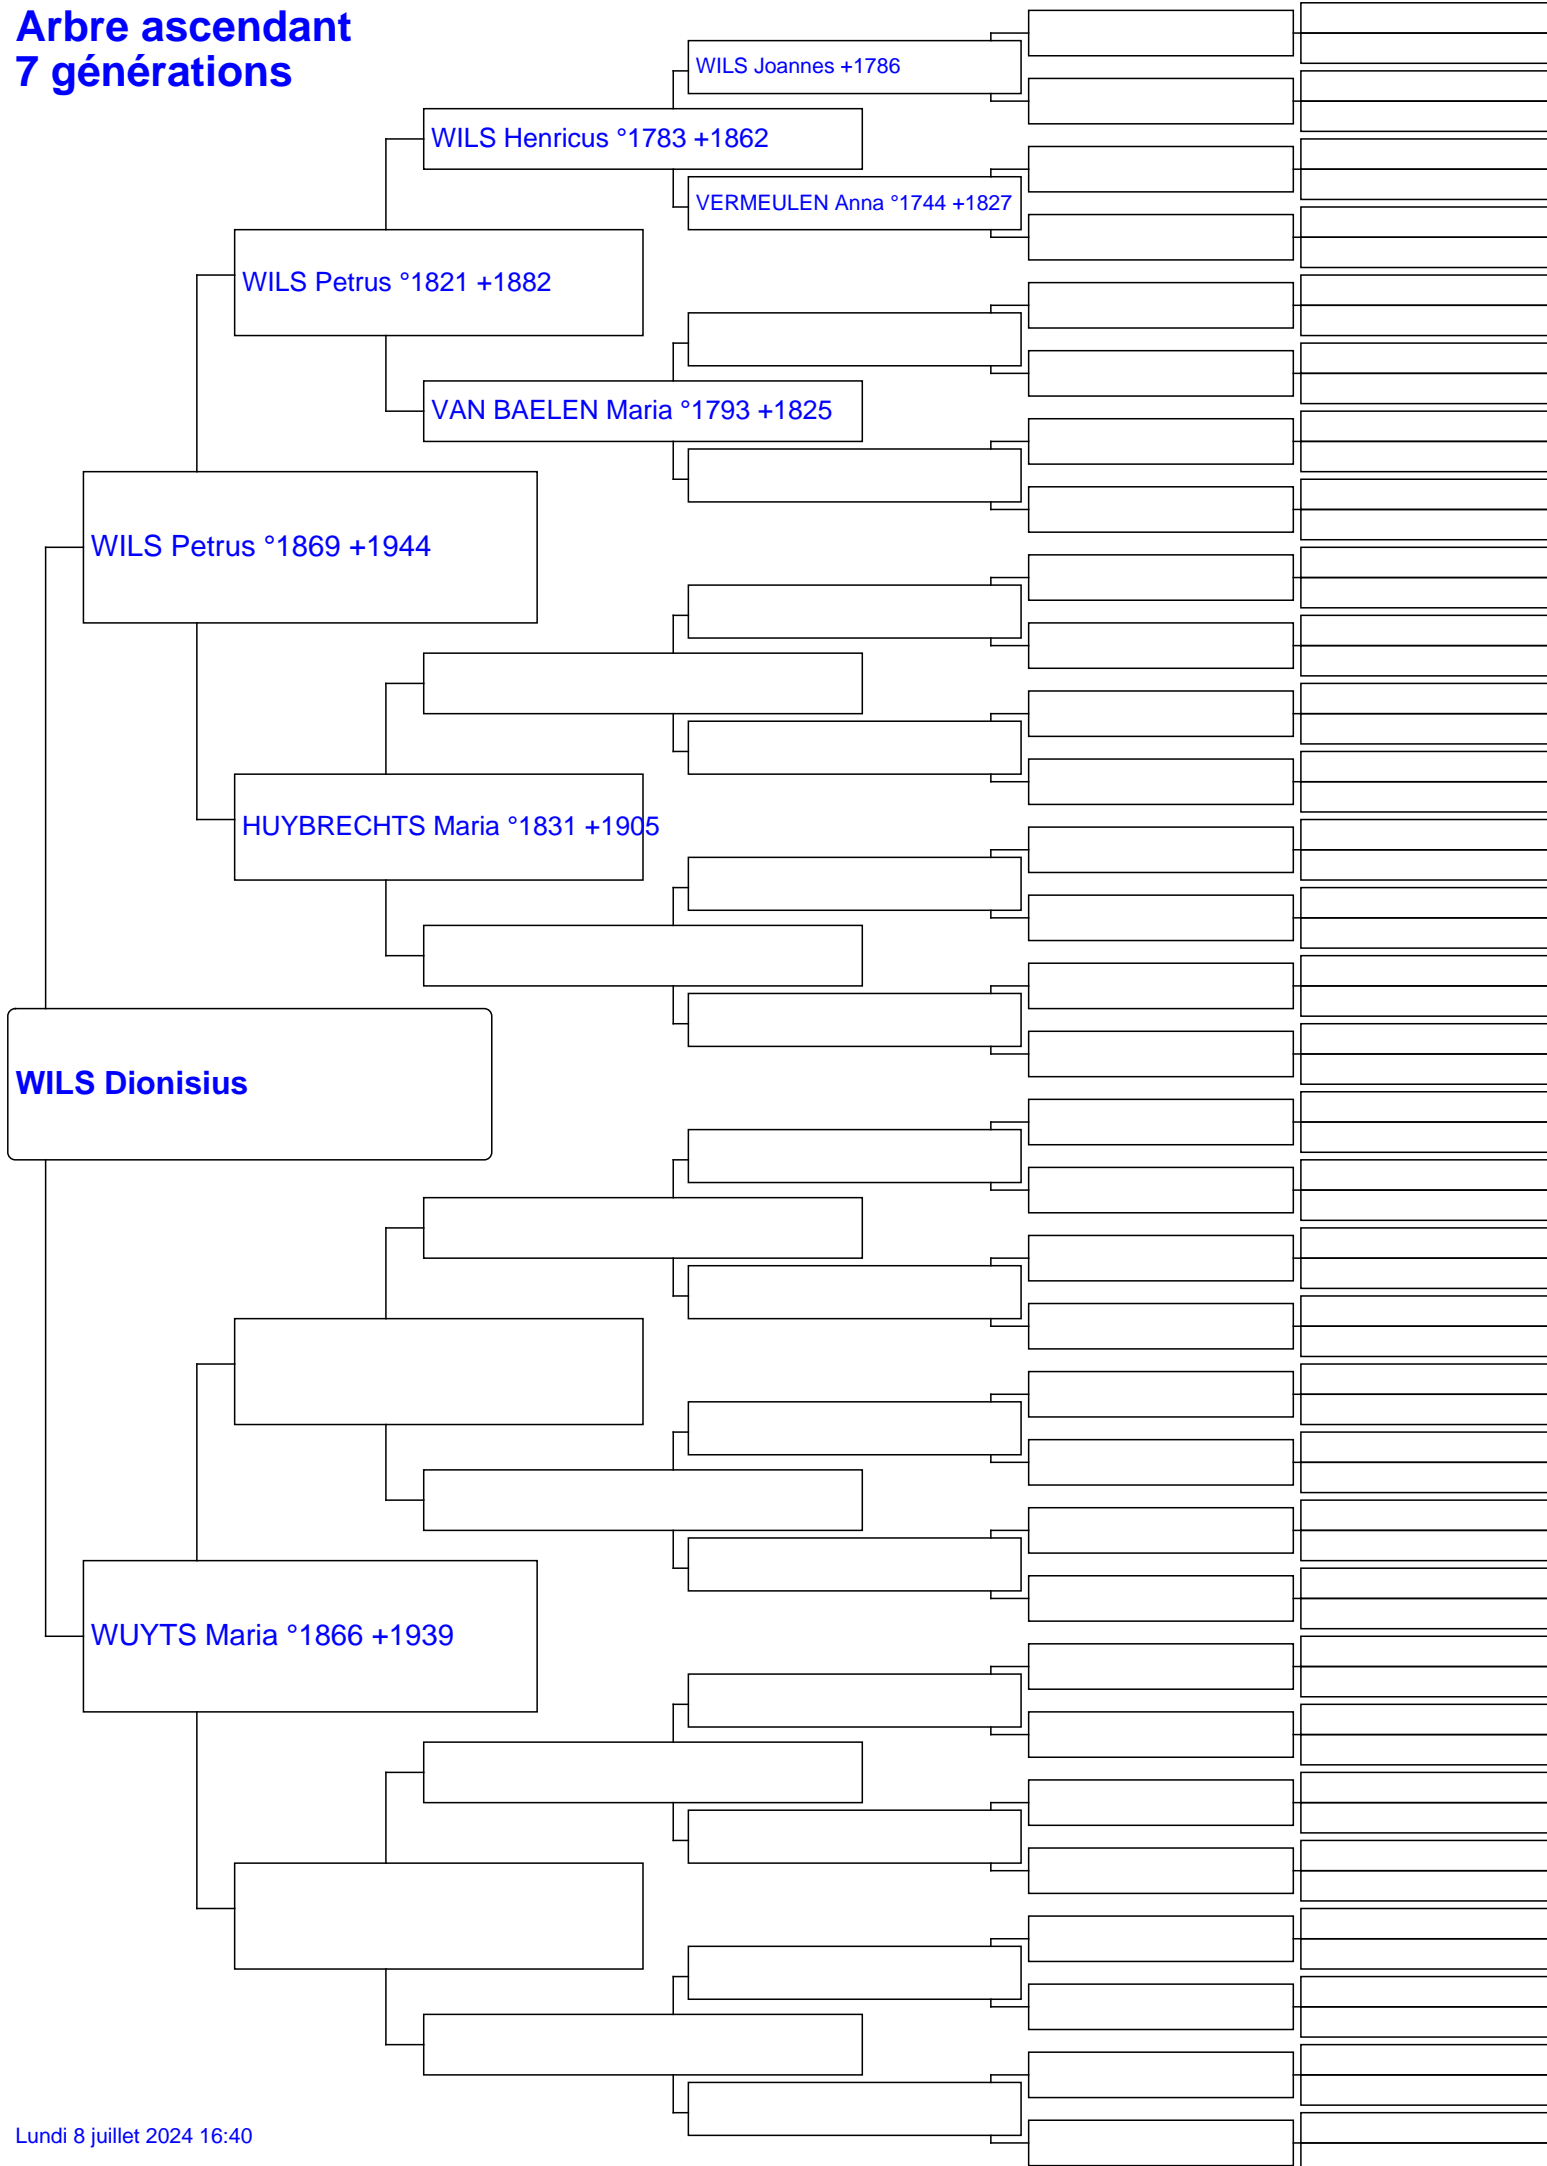 Arbre ascendant
7 générations
WILS Joannes +1786
WILS Henricus °1783 +1862
VERMEULEN Anna °1744 +1827
WILS Petrus °1821 +1882
VAN BAELEN Maria °1793 +1825
WILS Petrus °1869 +1944
HUYBRECHTS Maria °1831 +1905
WILS Dionisius
WUYTS Maria °1866 +1939
Lundi 8 juillet 2024 16:40